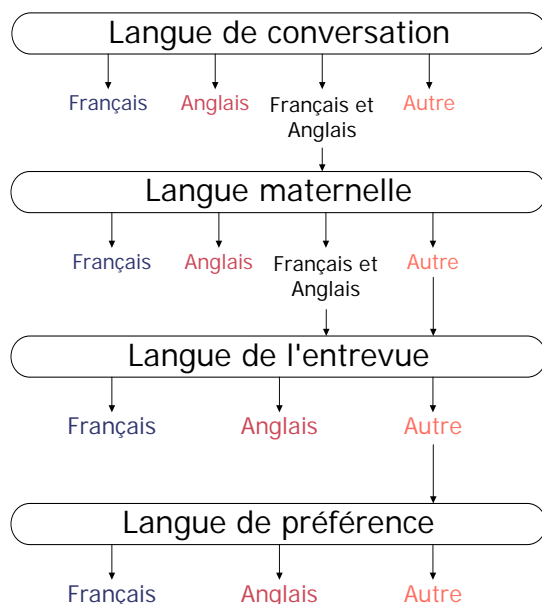 Langue de conversation
Français Anglais Français et Autre
Anglais
Langue maternelle
Français Anglais Français et Autre
Anglais
Langue de l'entrevue
Français Anglais Autre
Langue de préférence
Français Anglais Autre